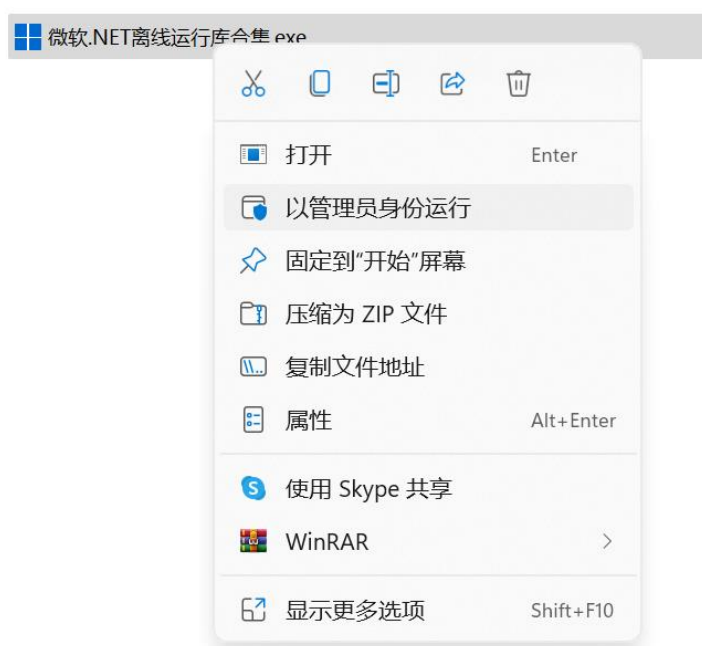 微软.NET离线运行库合集.exe
打开 Enter
以管理员身份运行
固定到“开始”屏幕
压缩为 ZIP 文件
复制文件地址
属性 Alt+Enter
使用 Skype 共享
WinRAR
显示更多选项 Shift+F10